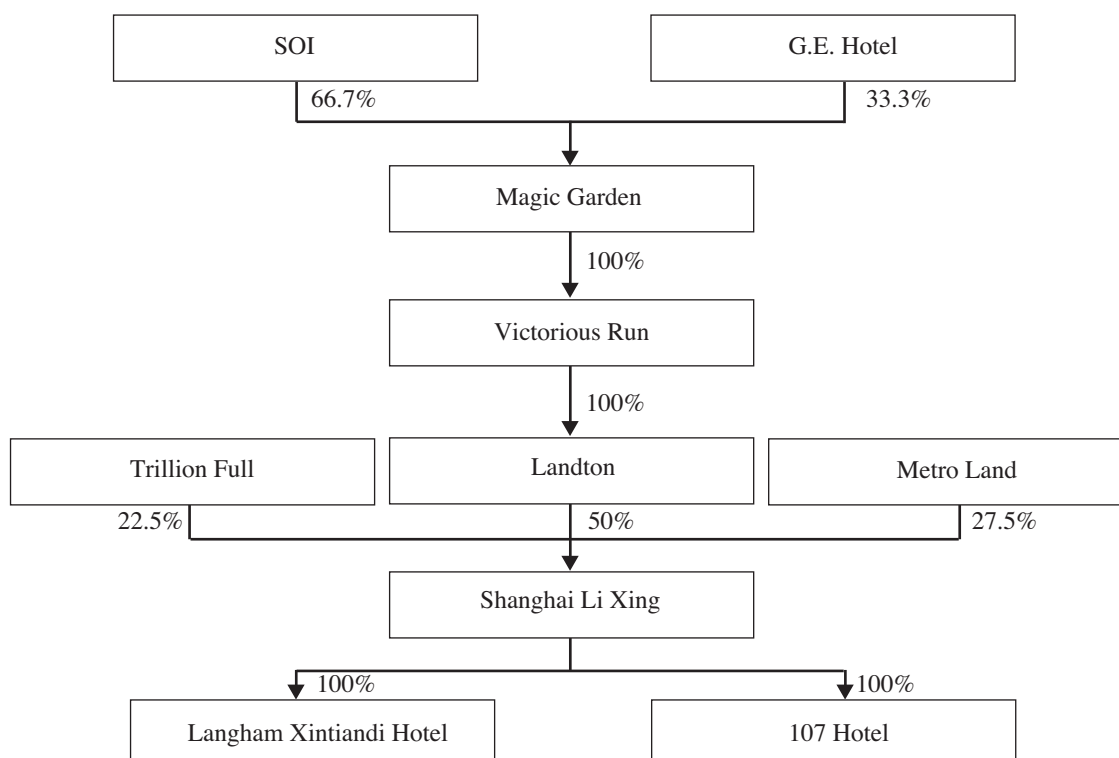 SOI
G.E. Hotel
66.7%
33.3%
Magic Garden
100%
Victorious Run
100%
Trillion Full
Landton
Metro Land
22.5%
50%
27.5%
Shanghai Li Xing
100%
100%
Langham Xintiandi Hotel
107 Hotel